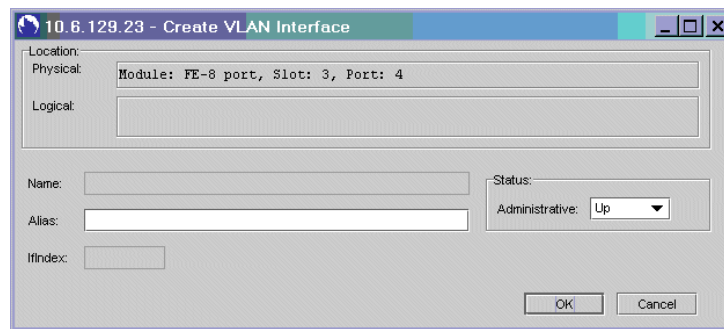 10.6.129.23 - Create VLAN Interface
Location:
Physical:
Module: FE-8 port, Slot: 3, Port: 4
Logical:
Name:
Status:
Administrative: Up
Alias:
IfIndex:
OK Cancel